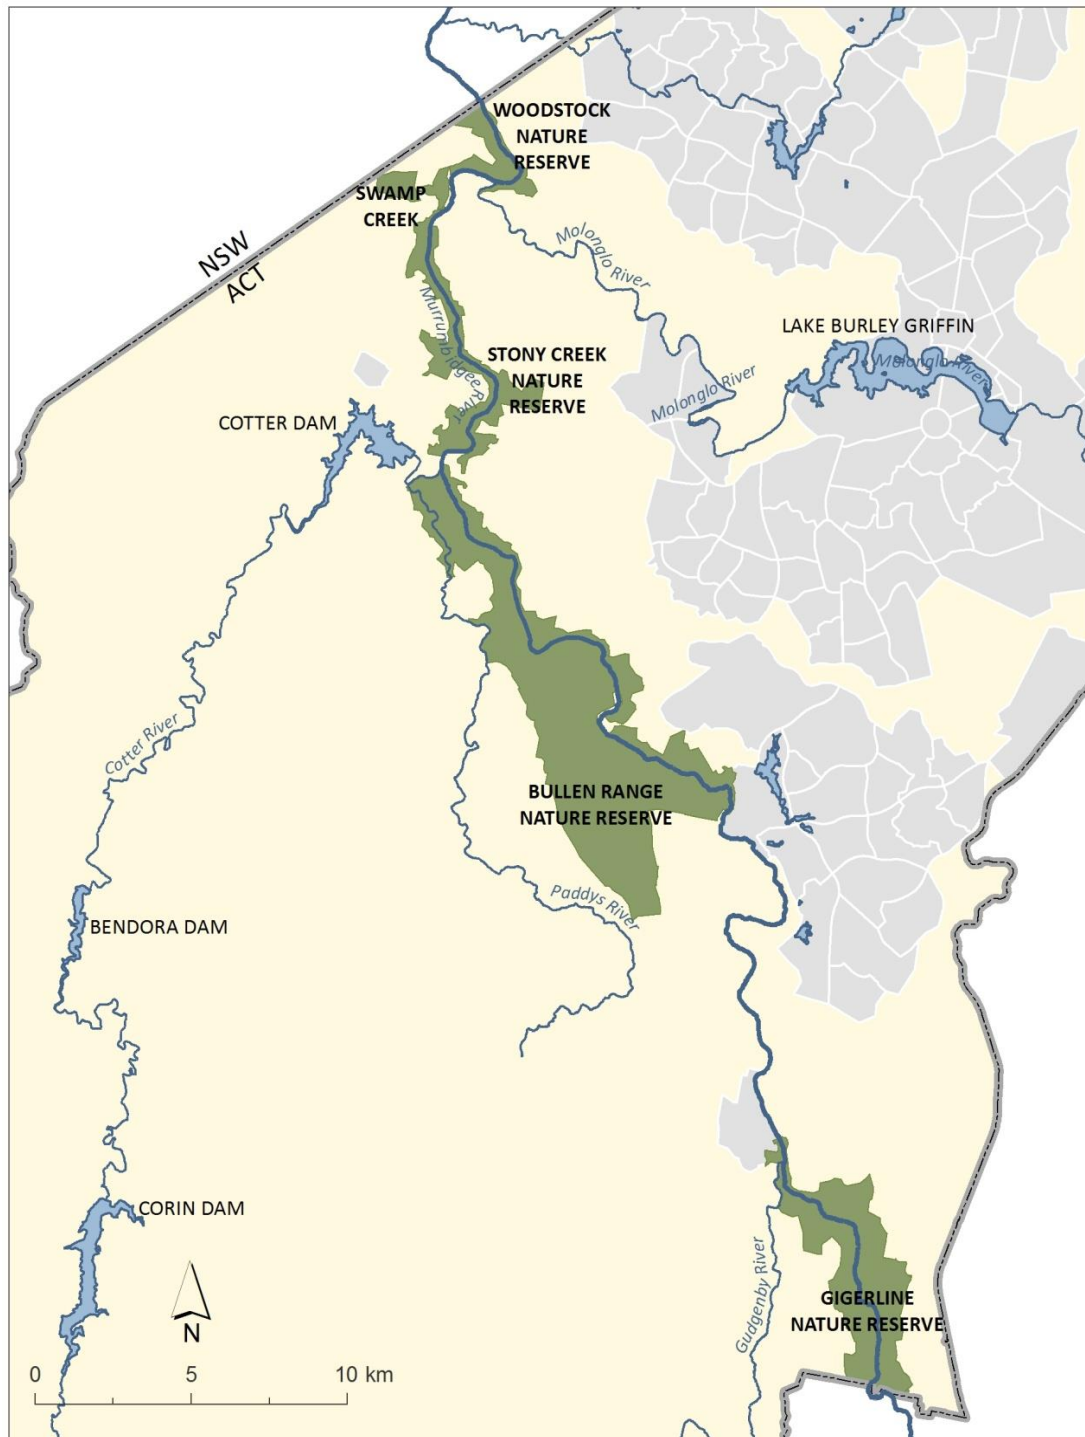 WOODSTOCK
NATURE
RESERVE
SWAMP
CREEK
NSW
ACT
Molonglo River
Murrumbidgee River
LAKE BURLEY GRIFFIN
Molonglo River
STONY CREEK
NATURE
RESERVE
Molonglo River
COTTER DAM
Cotter River
BULLEN RANGE
NATURE RESERVE
Paddys River
BENDORA DAM
CORIN DAM
Gudgenby River
GIGERLINE
NATURE RESERVE
N
0 5 10 km